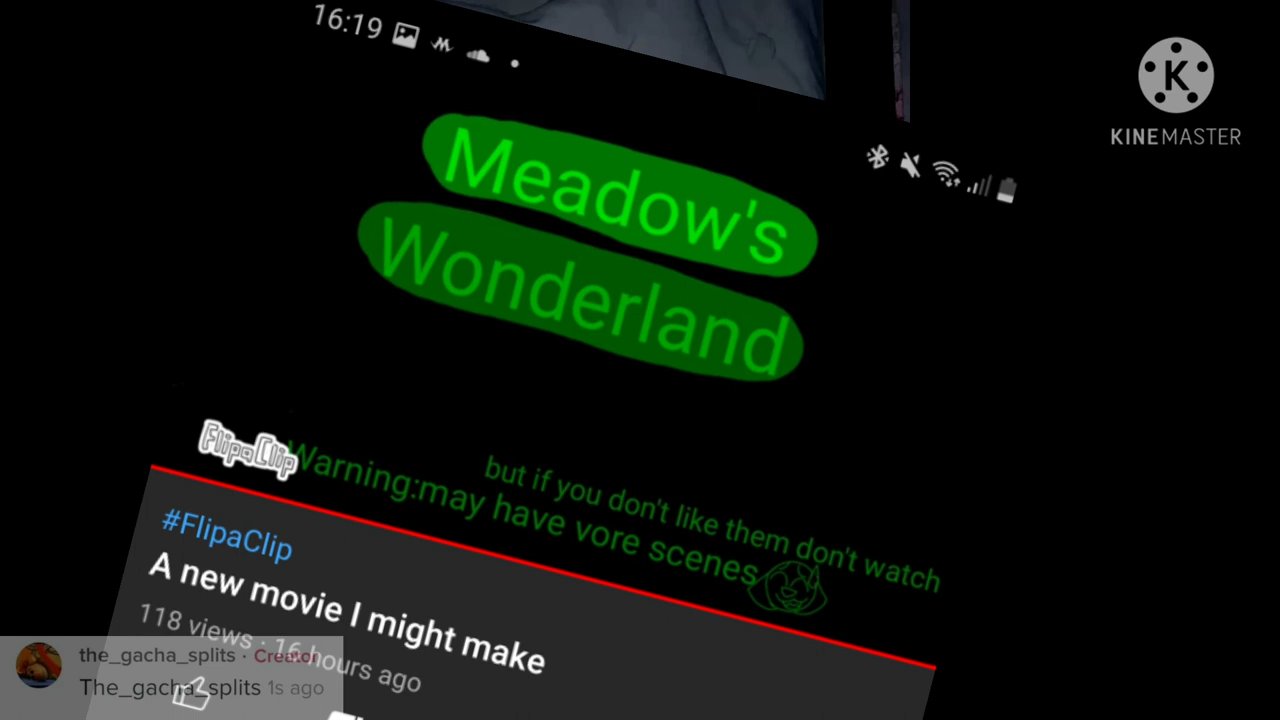 16:19
K
KINEMASTER
Meadow's
Wonderland
FlipaClip
but if you don't like them don't watch
Warning:may have vore scenes
#FlipaClip
A new movie I might make
118 views · 16 hours ago
the_gacha_splits · Creator
The_gacha_splits 1s ago